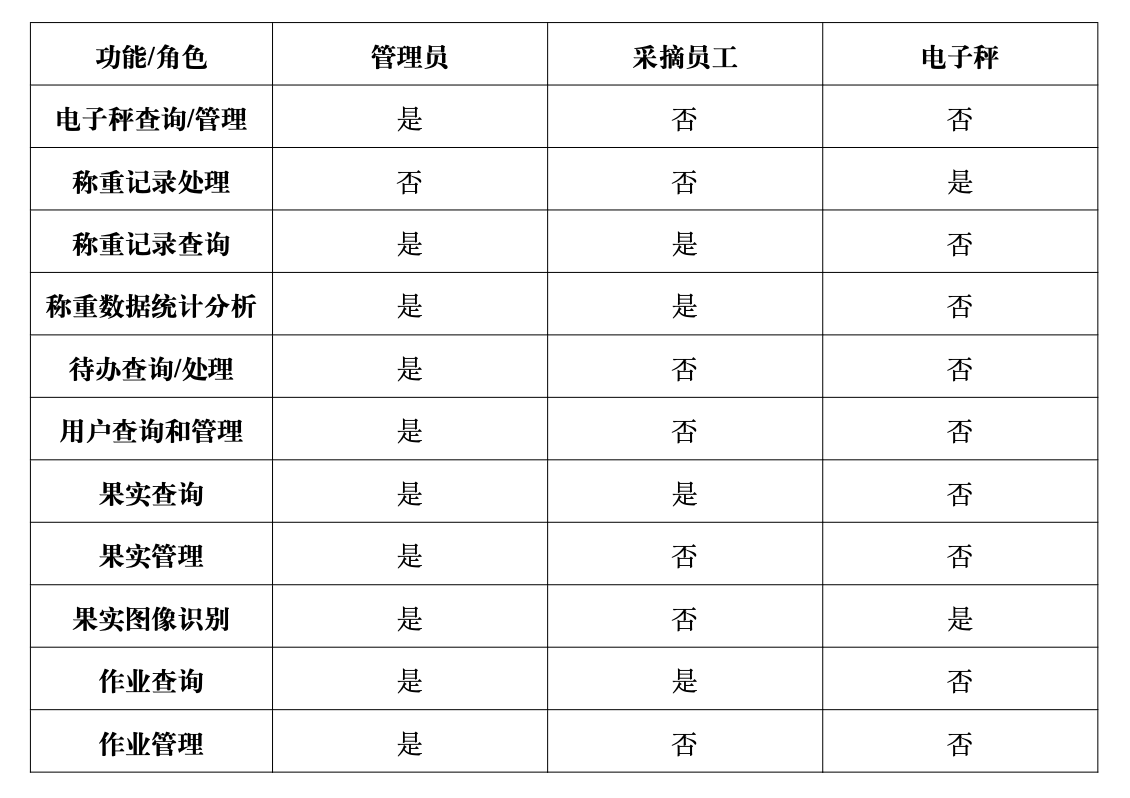 功能/角色 管理员 采摘员工 电子秤
电子秤查询/管理 是 否 否
称重记录处理 否 否 是
称重记录查询 是 是 否
称重数据统计分析 是 是 否
待办查询/处理 是 否 否
用户查询和管理 是 否 否
果实查询 是 是 否
果实管理 是 否 否
果实图像识别 是 否 是
作业查询 是 是 否
作业管理 是 否 否